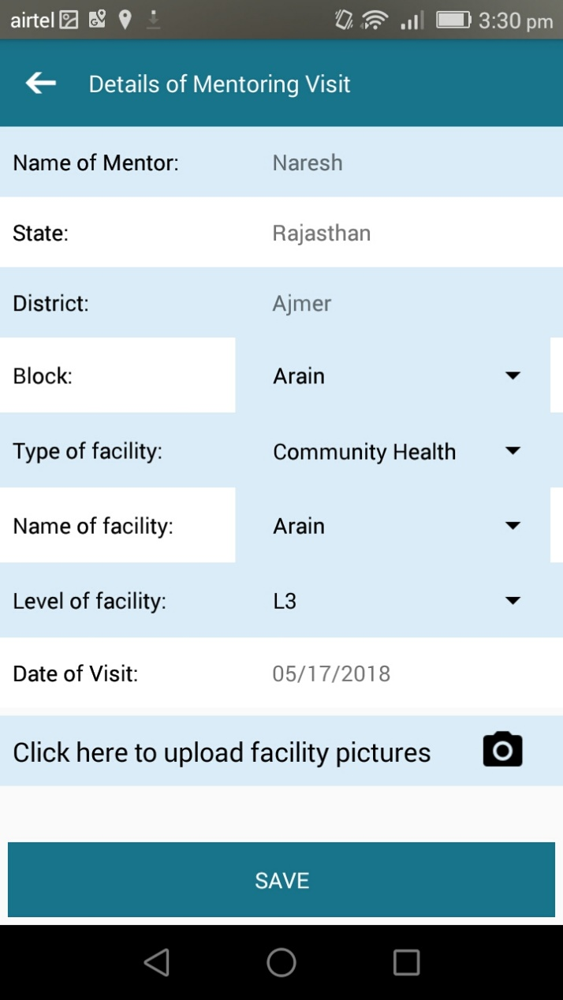 airtel 3:30 pm
Details of Mentoring Visit
Name of Mentor: Naresh
State: Rajasthan
District: Ajmer
Block: Arain
Type of facility: Community Health
Name of facility: Arain
Level of facility: L3
Date of Visit: 05/17/2018
Click here to upload facility pictures
SAVE